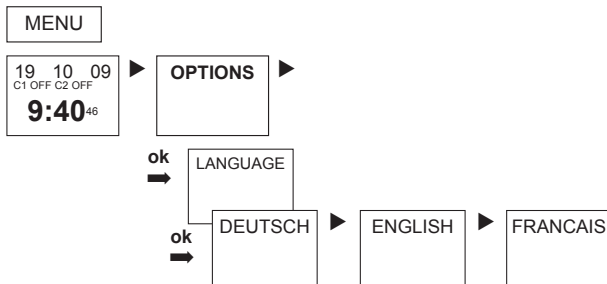 MENU
19 10 09
C1 OFF C2 OFF
9:40 46
OPTIONS
ok
LANGUAGE
ok
DEUTSCH
ENGLISH
FRANCAIS